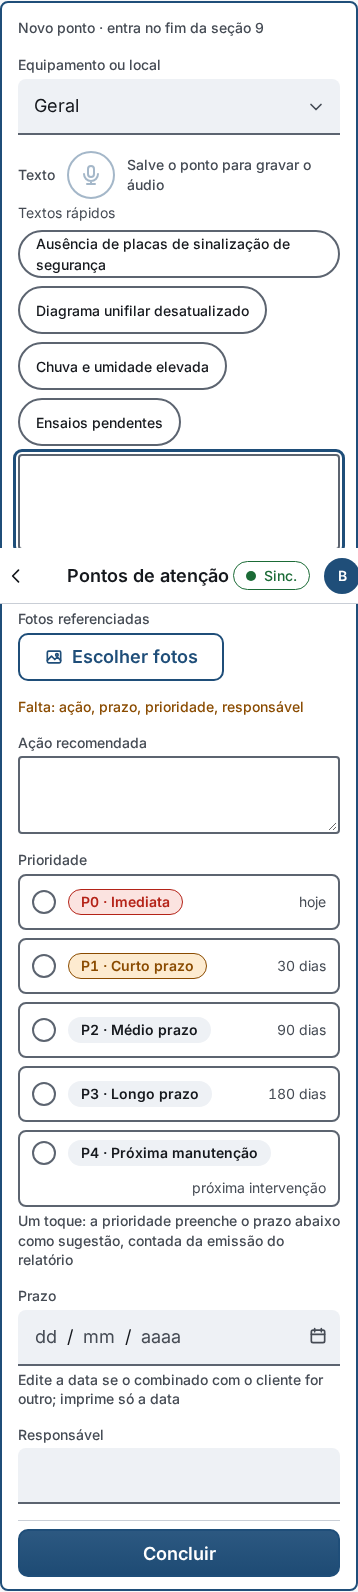 Novo ponto · entra no fim da seção 9
Equipamento ou local
Geral
Texto
Salve o ponto para gravar o
áudio
Textos rápidos
Ausência de placas de sinalização de
segurança
Diagrama unifilar desatualizado
Chuva e umidade elevada
Ensaios pendentes
Pontos de atenção
Sinc.
B
Fotos referenciadas
Escolher fotos
Falta: ação, prazo, prioridade, responsável
Ação recomendada
Prioridade
P0 · Imediata hoje
P1 · Curto prazo 30 dias
P2 · Médio prazo 90 dias
P3 · Longo prazo 180 dias
P4 · Próxima manutenção
próxima intervenção
Um toque: a prioridade preenche o prazo abaixo
como sugestão, contada da emissão do
relatório
Prazo
dd / mm / aaaa
Edite a data se o combinado com o cliente for
outro; imprime só a data
Responsável
Concluir